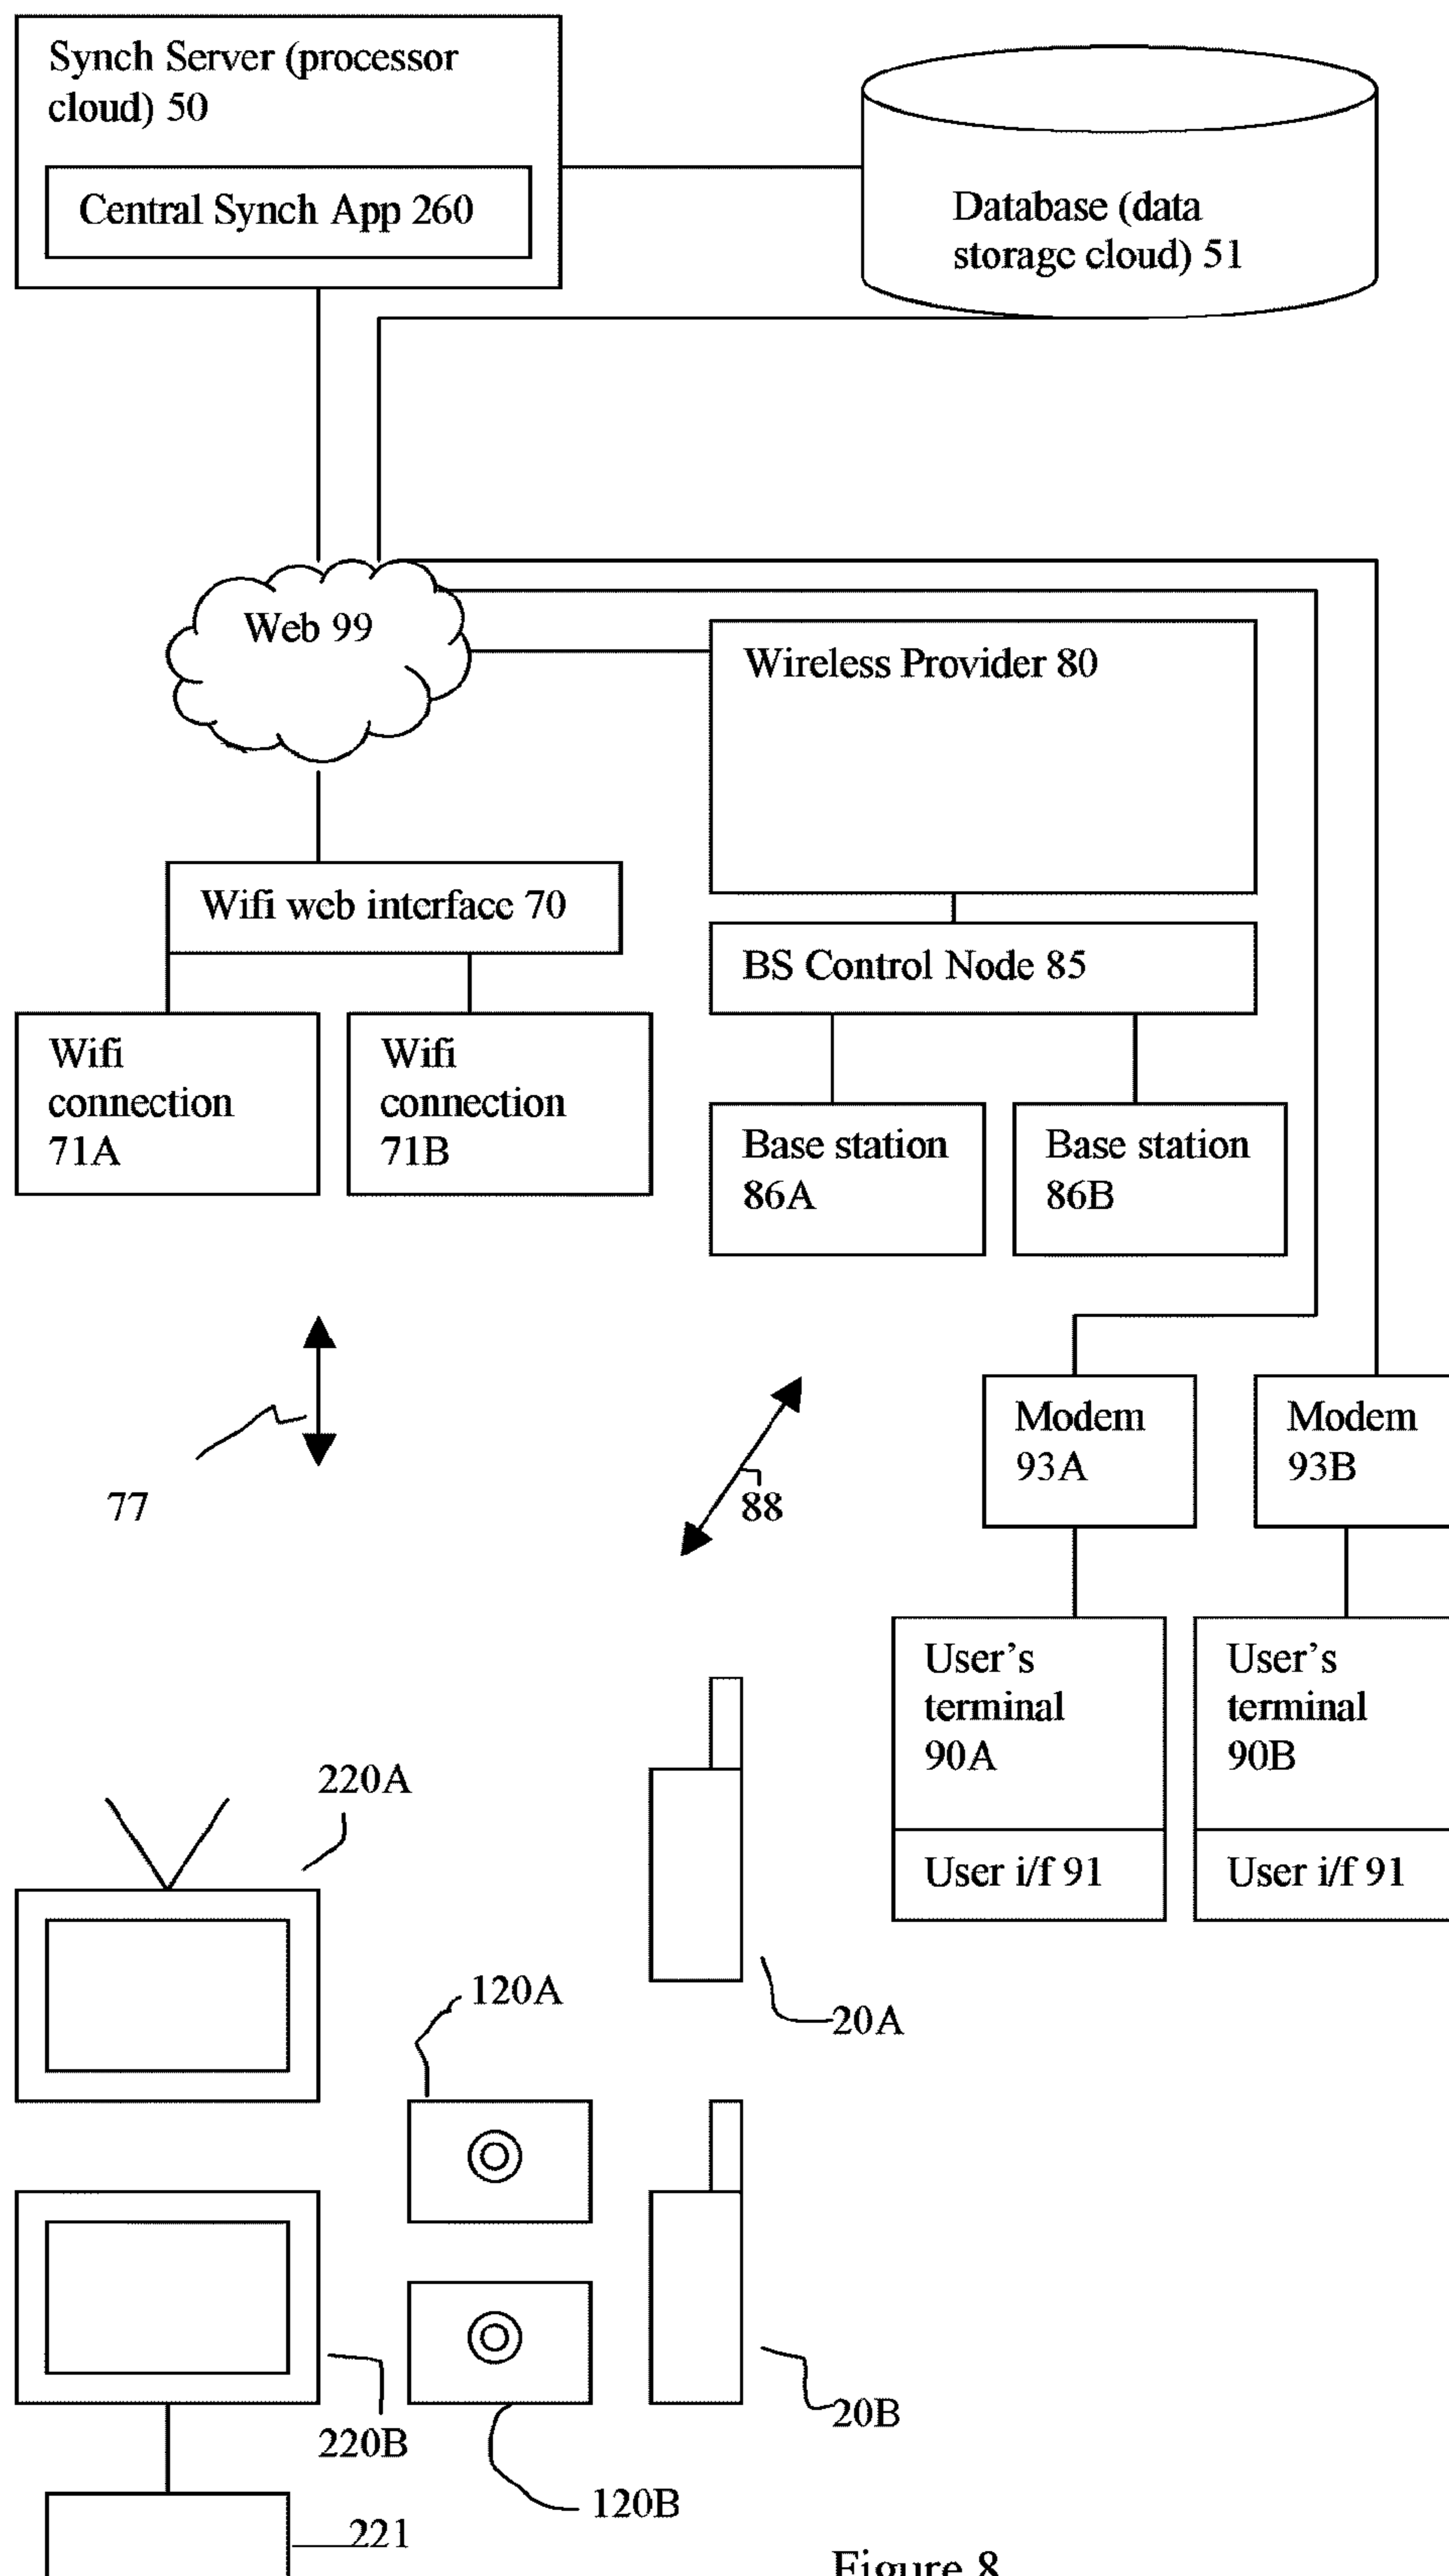 Synch Server (processor
cloud) 50
Central Synch App 260
Database (data
storage cloud) 51
Web 99
Wireless Provider 80
Wifi web interface 70
BS Control Node 85
Wifi
connection
71A
Wifi
connection
71B
Base station
86A
Base station
86B
77
88
Modem
93A
Modem
93B
User’s
terminal
90A
User i/f 91
User’s
terminal
90B
User i/f 91
220A
120A
20A
220B
20B
120B
221
Figure 8